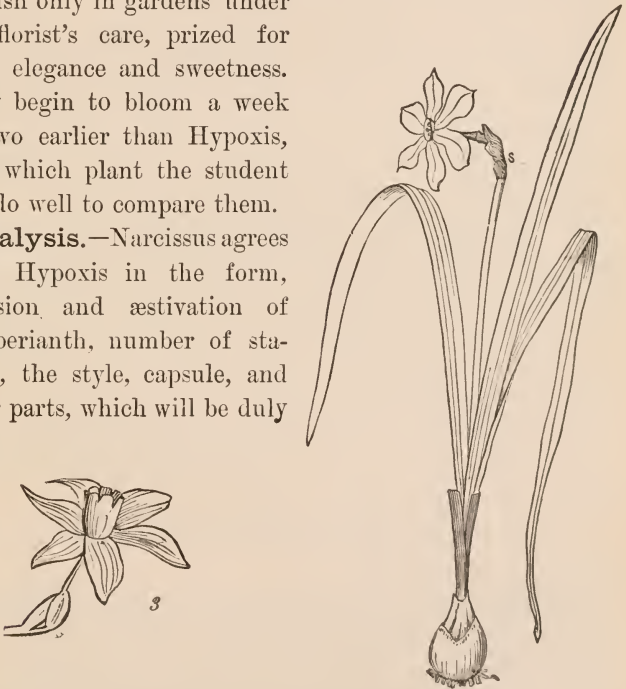 only in gardens under
florist's care, prized for
elegance and sweetness.
begin to bloom a week
earlier than Hypoxis,
which plant the student
do well to compare them.
alysis.—Narcissus agrees
Hypoxis in the form,
sion and æstivation of
perianth, number of sta-
, the style, capsule, and
parts, which will be duly
s
3